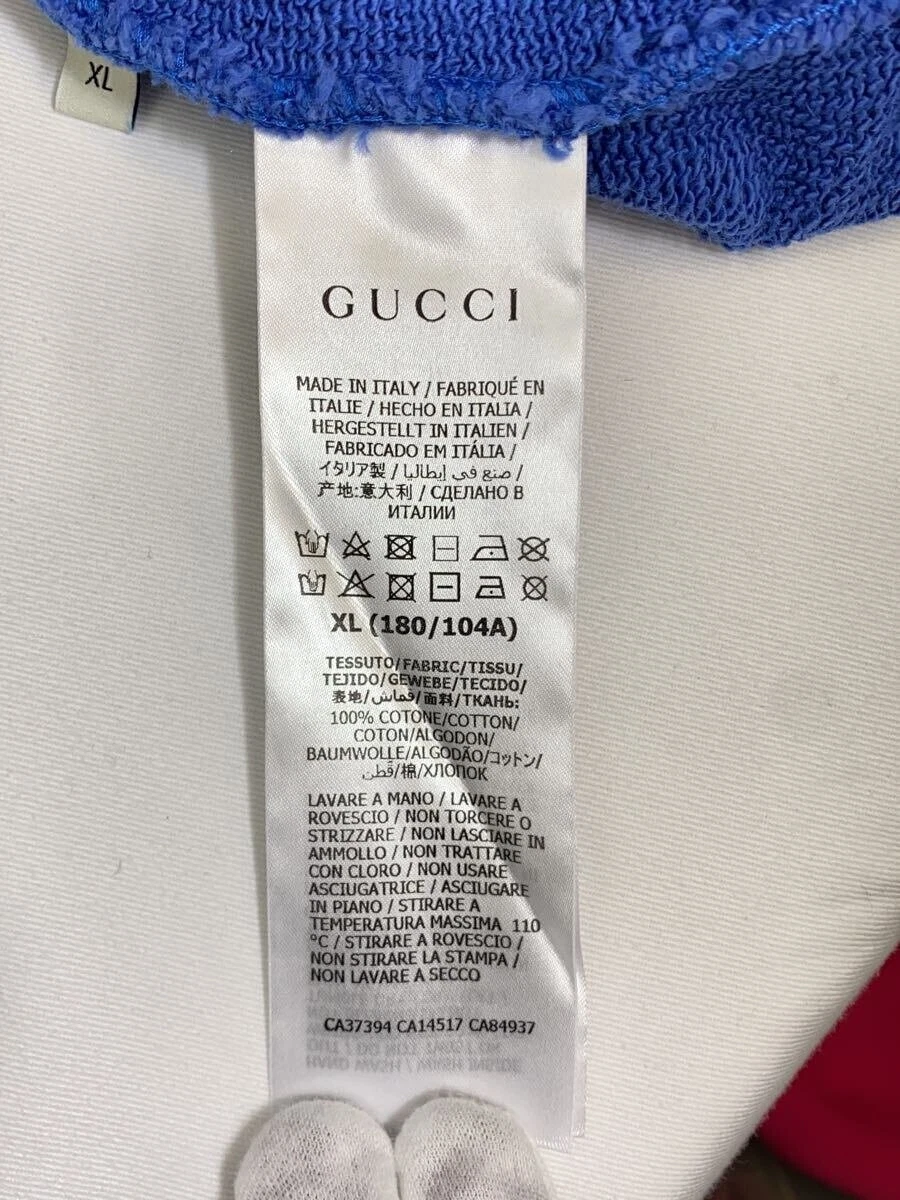 XL
GUCCI
MADE IN ITALY / FABRIQUÉ EN
ITALIE / HECHO EN ITALIA /
HERGESTELLT IN ITALIEN /
FABRICADO EM ITÁLIA /
イタリア製 / صنع في إيطاليا /
产地:意大利 / СДЕЛАНО В
ИТАЛИИ
XL (180/104A)
TESSUTO/FABRIC/TISSU/
TEJIDO/GEWEBE/TECIDO/
表地/قماش/面料/ТКАНЬ:
100% COTONE/COTTON/
COTON/ALGODON/
BAUMWOLLE/ALGODÃO/コットン/
قطن/棉/ХЛОПОК
LAVARE A MANO / LAVARE A
ROVESCIO / NON TORCERE O
STRIZZARE / NON LASCIARE IN
AMMOLLO / NON TRATTARE
CON CLORO / NON USARE
ASCIUGATRICE / ASCIUGARE
IN PIANO / STIRARE A
TEMPERATURA MASSIMA 110
°C / STIRARE A ROVESCIO /
NON STIRARE LA STAMPA /
NON LAVARE A SECCO
CA37394 CA14517 CA84937